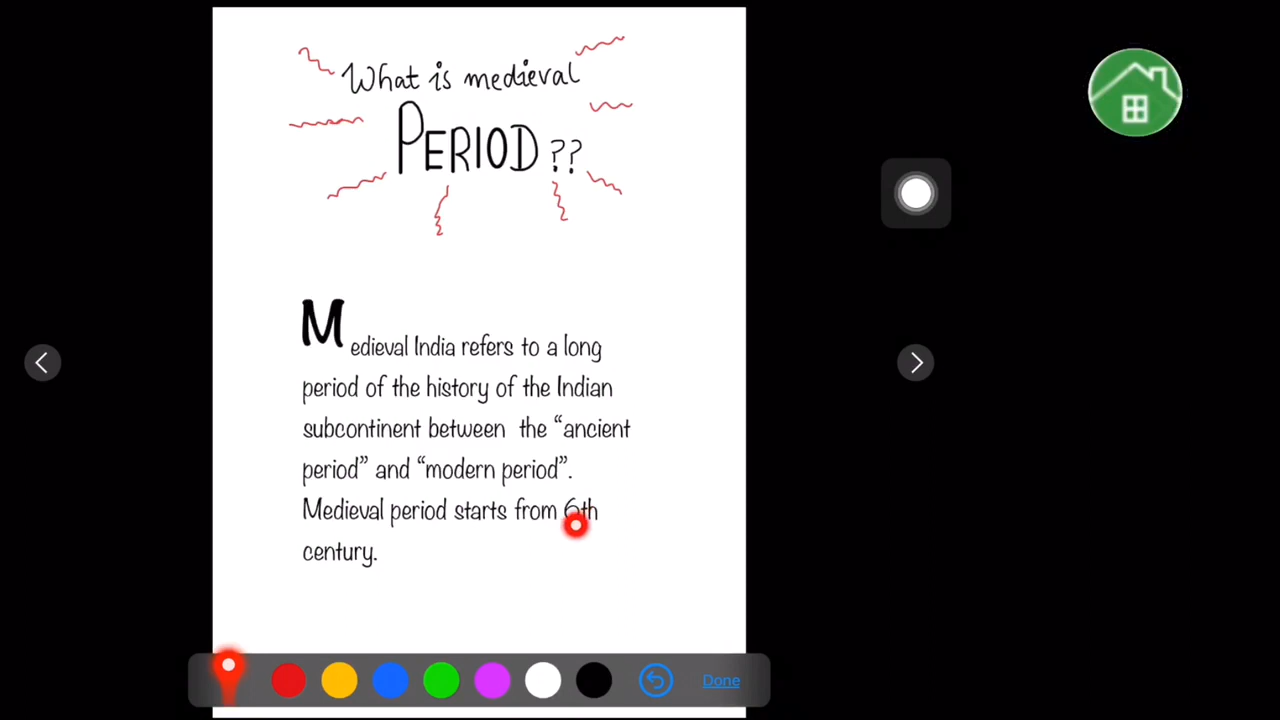 What is medieval
PERIOD ??
Medieval India refers to a long
period of the history of the Indian
subcontinent between the “ancient
period” and “modern period”.
Medieval period starts from 6th
century.
Done